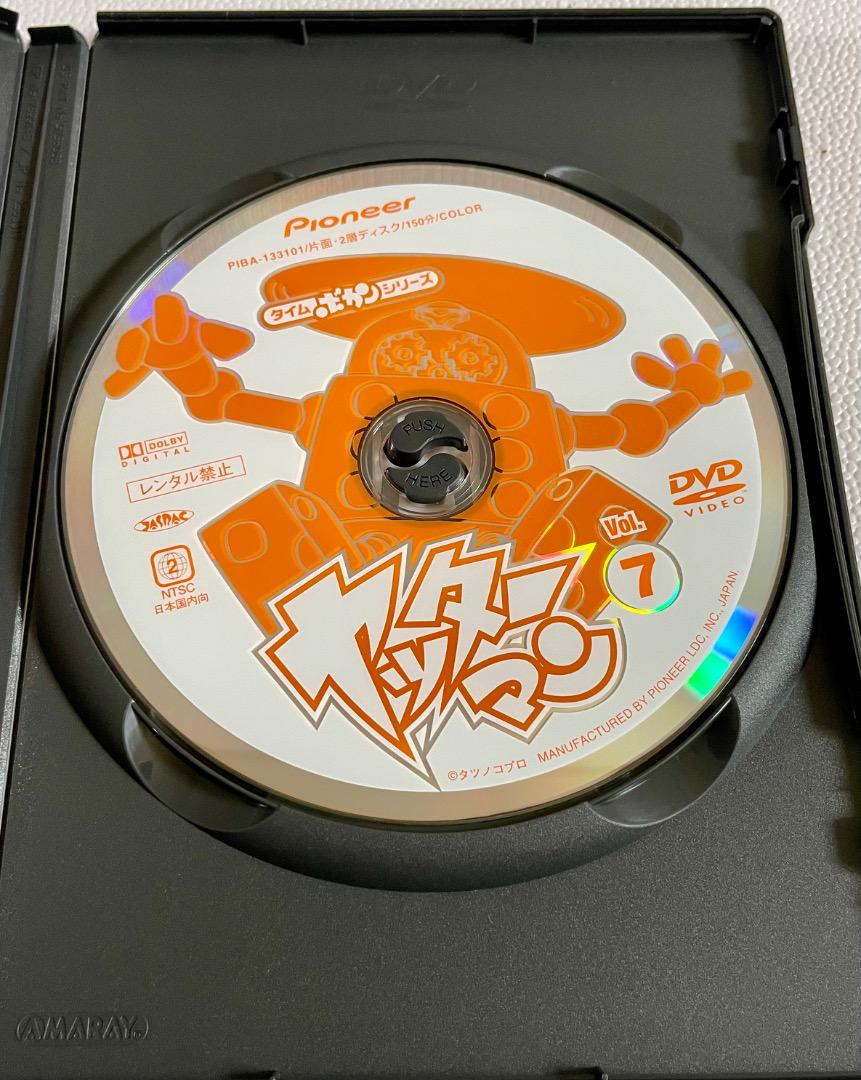 DVD
Pioneer
PIBA-133101/片面・2層ディスク/150分/COLOR
タイムボカンシリーズ
DOLBY
DIGITAL
レンタル禁止
JASRAC
2
NTSC
日本国内向
PUSH
HERE
DVD
VIDEO
Vol.
7
ヤッターマン
©タツノコプロ MANUFACTURED BY PIONEER LDC, INC., JAPAN.
AMARAY